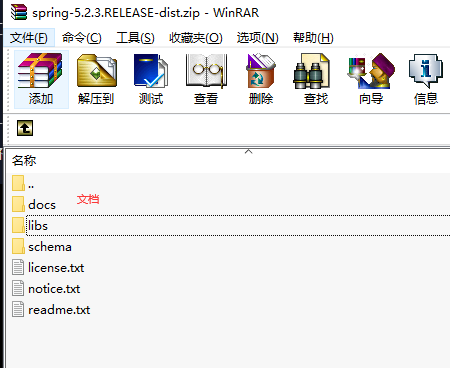 spring-5.2.3.RELEASE-dist.zip - WinRAR
文件(F) 命令(C) 工具(S) 收藏夹(O) 选项(N) 帮助(H)
添加 解压到 测试 查看 删除 查找 向导 信息
名称
..
docs 文档
libs
schema
license.txt
notice.txt
readme.txt